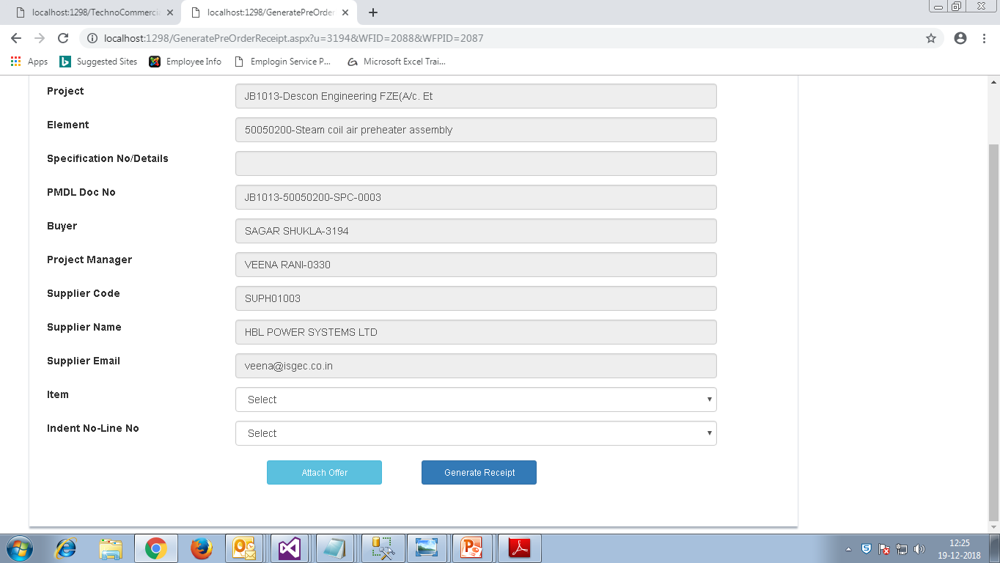 localhost:1298/TechnoCommercia
localhost:1298/GeneratePreOrder
localhost:1298/GeneratePreOrderReceipt.aspx?u=3194&WFID=2088&WFPID=2087
Apps
Suggested Sites
Employee Info
Emplogin Service P...
Microsoft Excel Trai...
Project
JB1013-Descon Engineering FZE(A/c. Et
Element
50050200-Steam coil air preheater assembly
Specification No/Details
PMDL Doc No
JB1013-50050200-SPC-0003
Buyer
SAGAR SHUKLA-3194
Project Manager
VEENA RANI-0330
Supplier Code
SUPH01003
Supplier Name
HBL POWER SYSTEMS LTD
Supplier Email
veena@isgec.co.in
Item
Select
Indent No-Line No
Select
Attach Offer
Generate Receipt
12:25
19-12-2018